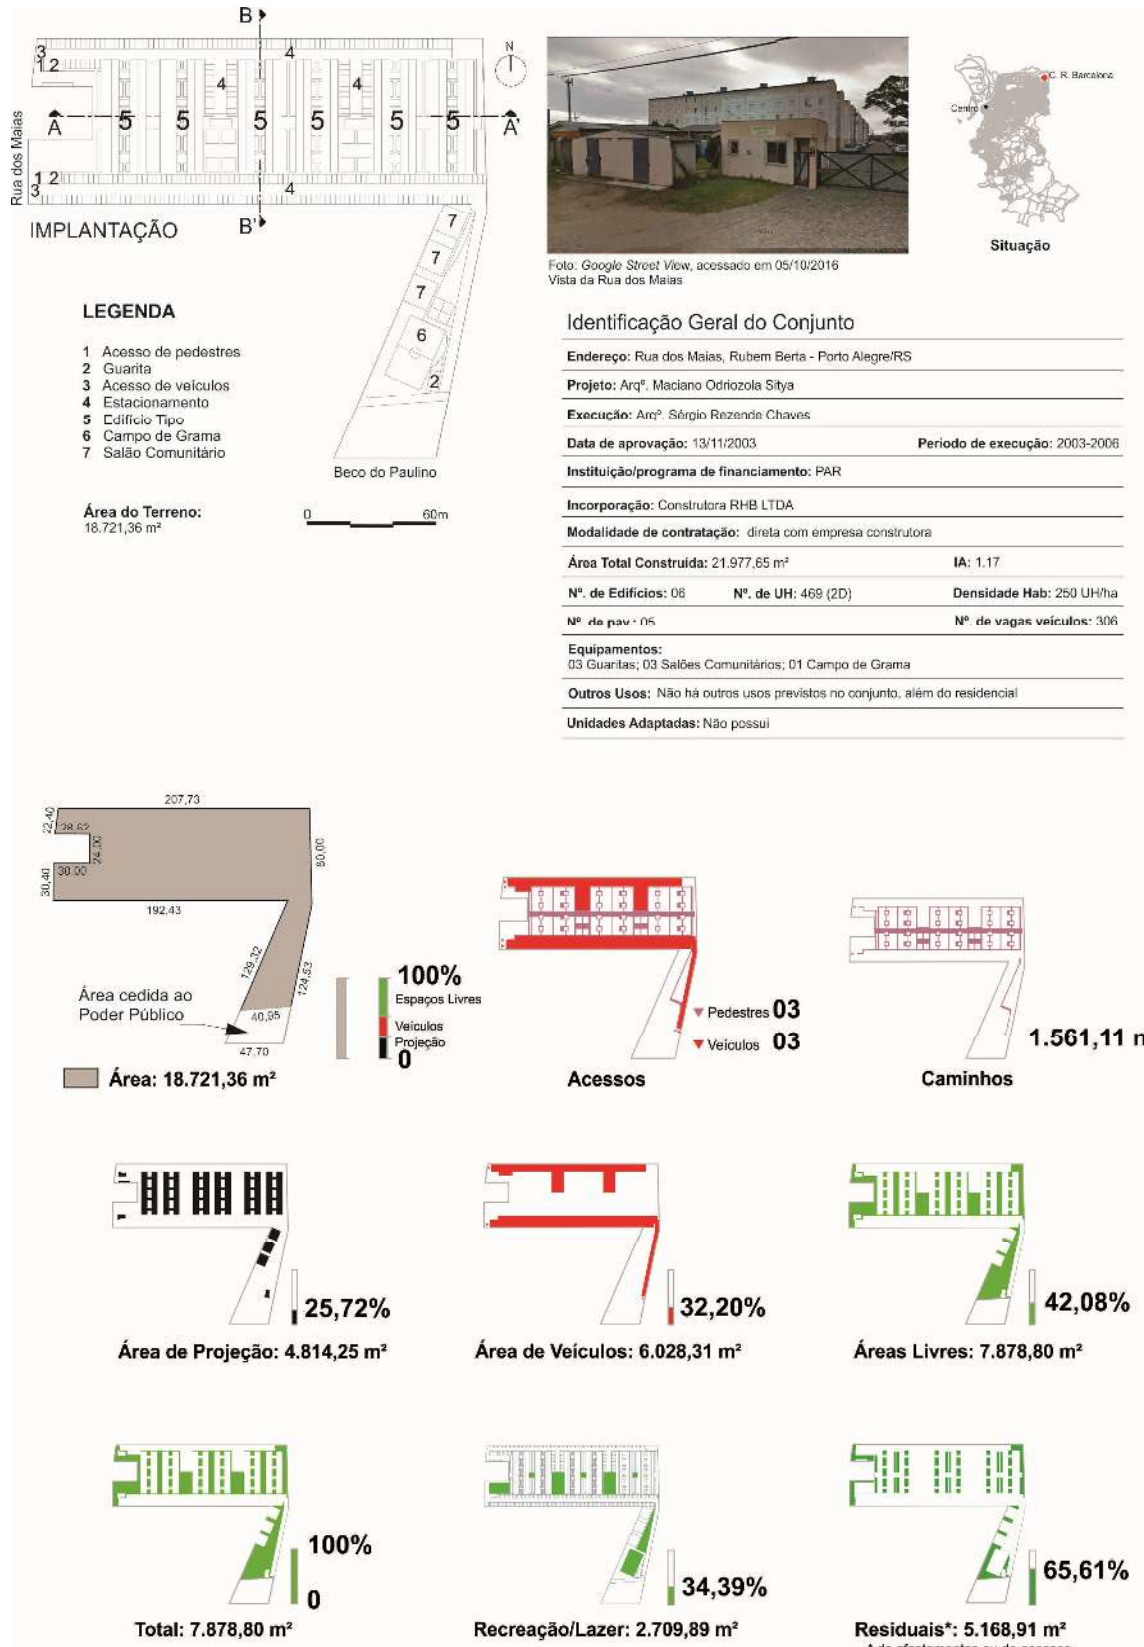 B
3
4
1 2
4
4
N
A
5
5
5
5
5
5
5
A'
Rua dos Maias
1 2
3
4
B'
IMPLANTAÇÃO
7
7
7
6
2
Beco do Paulino
LEGENDA
1 Acesso de pedestres
2 Guarita
3 Acesso de veículos
4 Estacionamento
5 Edifício Tipo
6 Campo de Grama
7 Salão Comunitário
Área do Terreno:
18.721,36 m²
0 60m
Foto: Google Street View, acessado em 05/10/2016
Vista da Rua dos Maias
C. R. Barcelona
Centro
Situação
Identificação Geral do Conjunto
Endereço: Rua dos Maias, Rubem Berta - Porto Alegre/RS
Projeto: Arqº. Maciano Odriozola Sitya
Execução: Arqº. Sérgio Rezende Chaves
Data de aprovação: 13/11/2003 Período de execução: 2003-2006
Instituição/programa de financiamento: PAR
Incorporação: Construtora RHB LTDA
Modalidade de contratação: direta com empresa construtora
Área Total Construída: 21.977,65 m² IA: 1.17
Nº. de Edifícios: 06 Nº. de UH: 469 (2D) Densidade Hab: 250 UH/ha
Nº. de pav.: 05 Nº. de vagas veículos: 306
Equipamentos:
03 Guaritas; 03 Salões Comunitários; 01 Campo de Grama
Outros Usos: Não há outros usos previstos no conjunto, além do residencial
Unidades Adaptadas: Não possui
207,73
22,40
28,62
24,00
30,00
30,40
80,00
192,43
129,32
124,53
40,95
47,70
Área cedida ao
Poder Público
Área: 18.721,36 m²
100%
Espaços Livres
Veículos
Projeção
0
Pedestres 03
Veículos 03
Acessos
1.561,11
Caminhos
25,72%
Área de Projeção: 4.814,25 m²
32,20%
Área de Veículos: 6.028,31 m²
42,08%
Áreas Livres: 7.878,80 m²
100%
0
Total: 7.878,80 m²
34,39%
Recreação/Lazer: 2.709,89 m²
65,61%
Residuais*: 5.168,91 m²